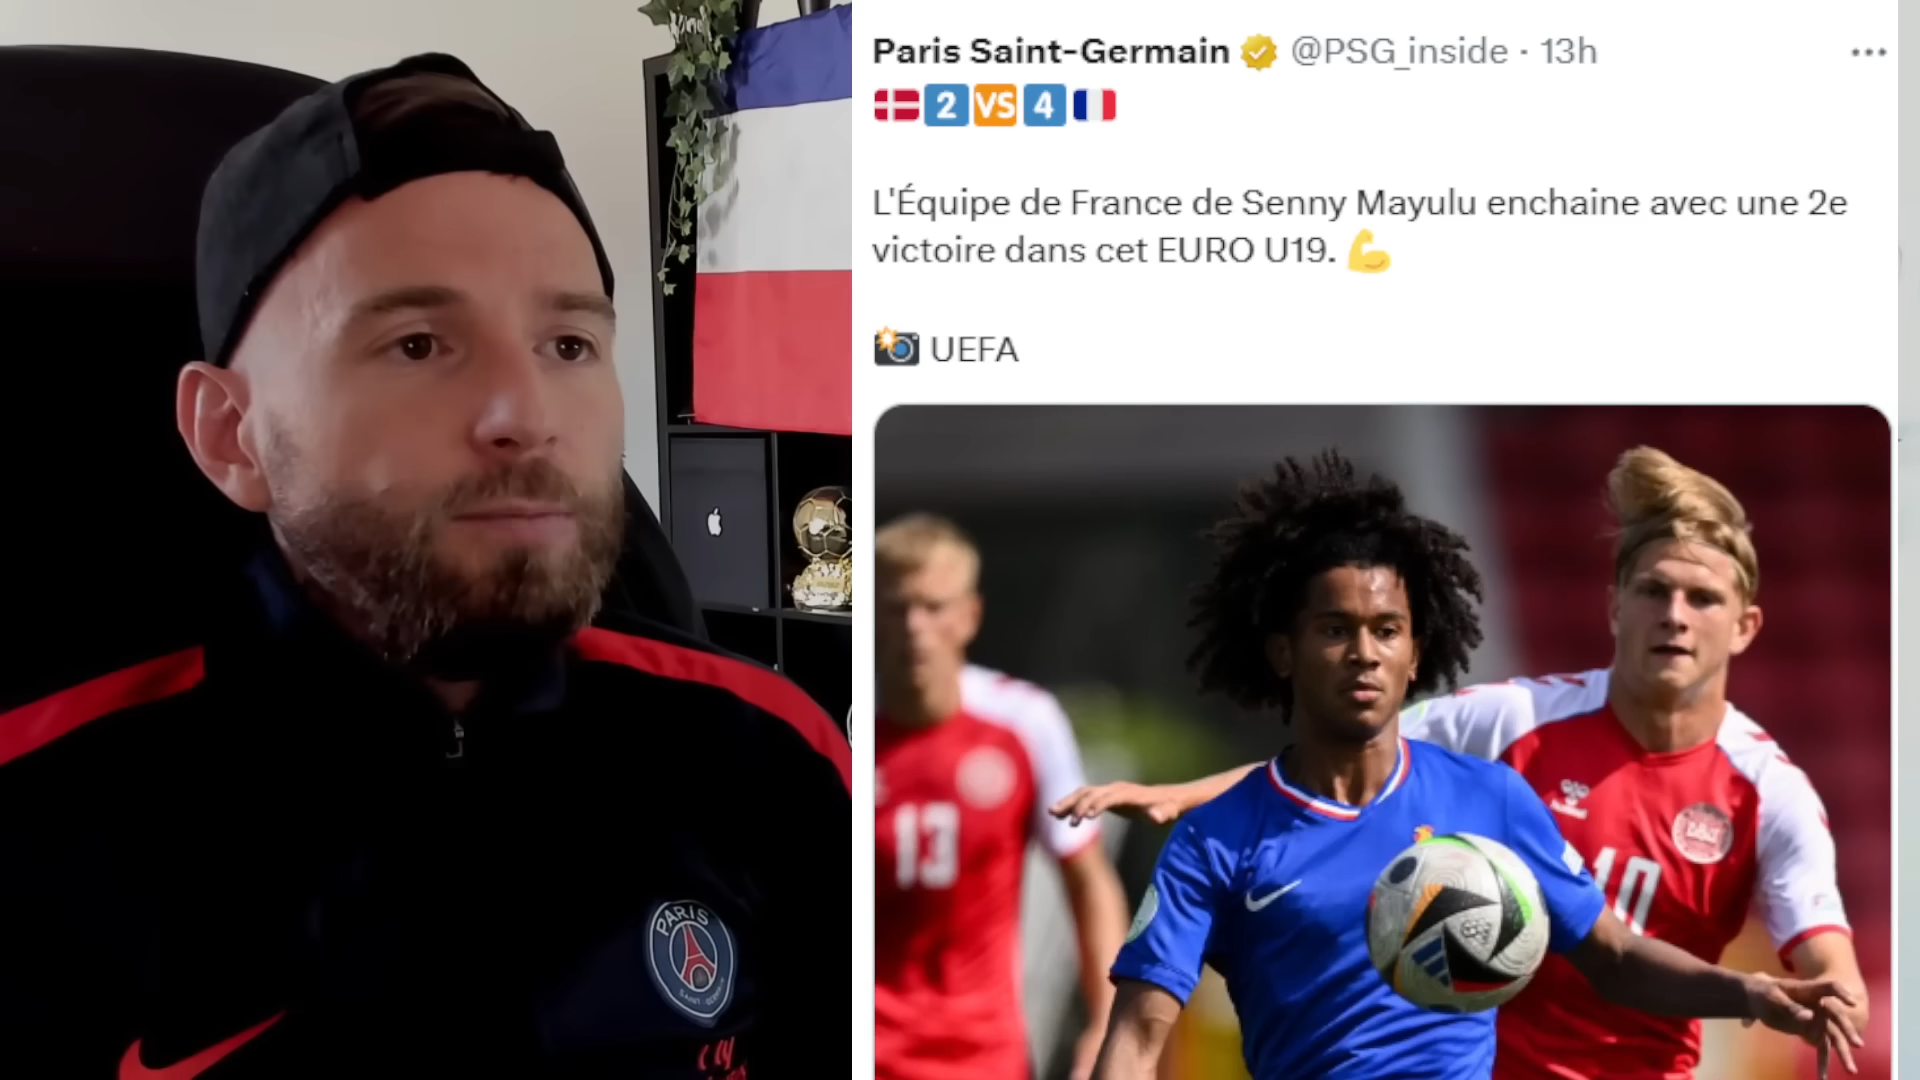 Paris Saint-Germain @PSG_inside · 13h
2 VS 4
L'Équipe de France de Senny Mayulu enchaine avec une 2e
victoire dans cet EURO U19. 💪
📸 UEFA
13
10
PARIS
SAINT-GERMAIN